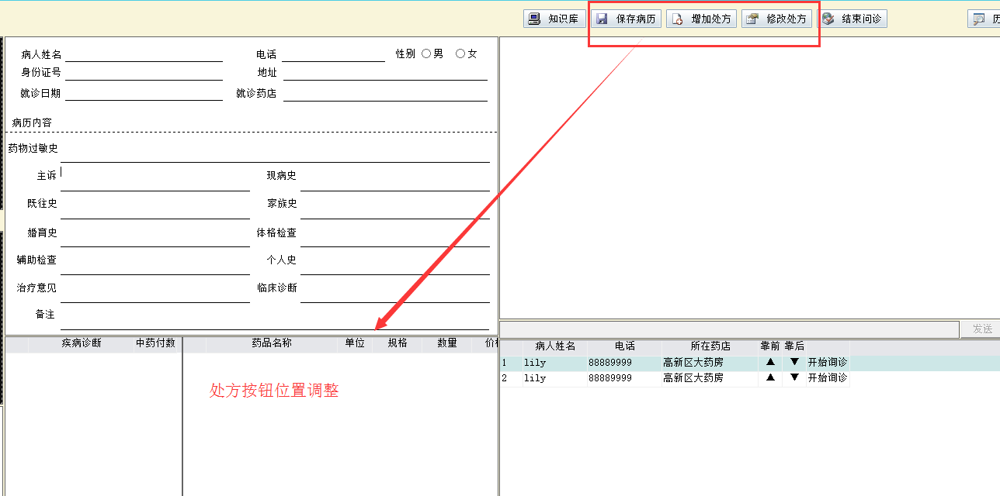 知识库 保存病历 增加处方 修改处方 结束问诊
病人姓名 电话 性别 男 女
身份证号 地址
就诊日期 就诊药店
病历内容
药物过敏史
主诉 现病史
既往史 家族史
婚育史 体格检查
辅助检查 个人史
治疗意见 临床诊断
备注
发送
疾病诊断 中药付数 药品名称 单位 规格 数量
处方按钮位置调整
病人姓名 电话 所在药店 靠前 靠后
1 lily 88889999 高新区大药房 ▲ ▼ 开始询诊
2 lily 88889999 高新区大药房 ▲ ▼ 开始询诊